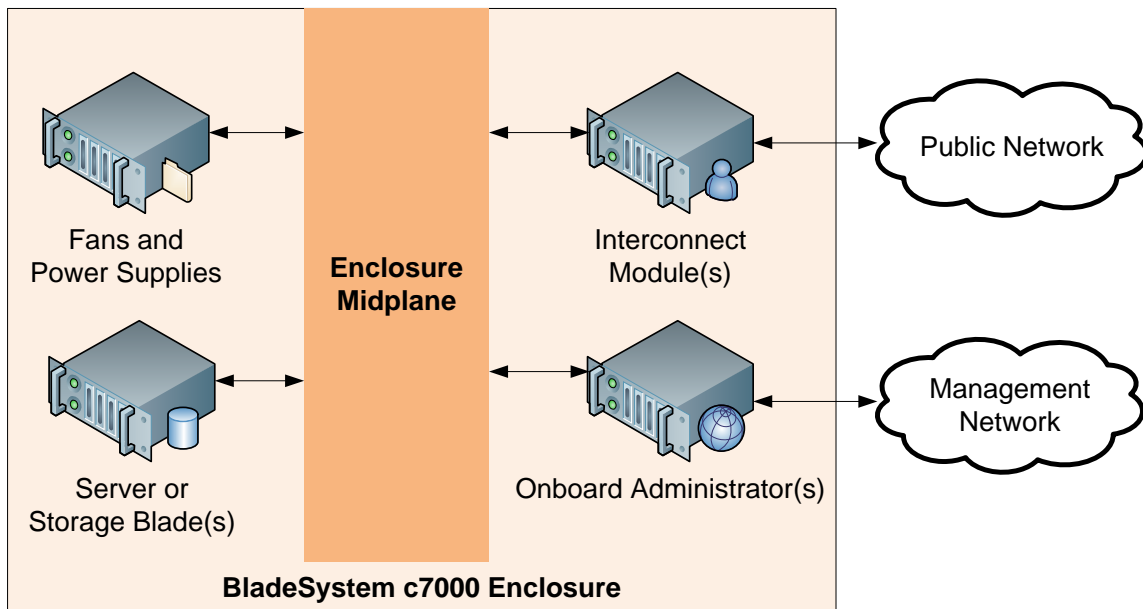 Fans and
Power Supplies
Server or
Storage Blade(s)
Enclosure
Midplane
Interconnect
Module(s)
Onboard Administrator(s)
Public Network
Management
Network
BladeSystem c7000 Enclosure